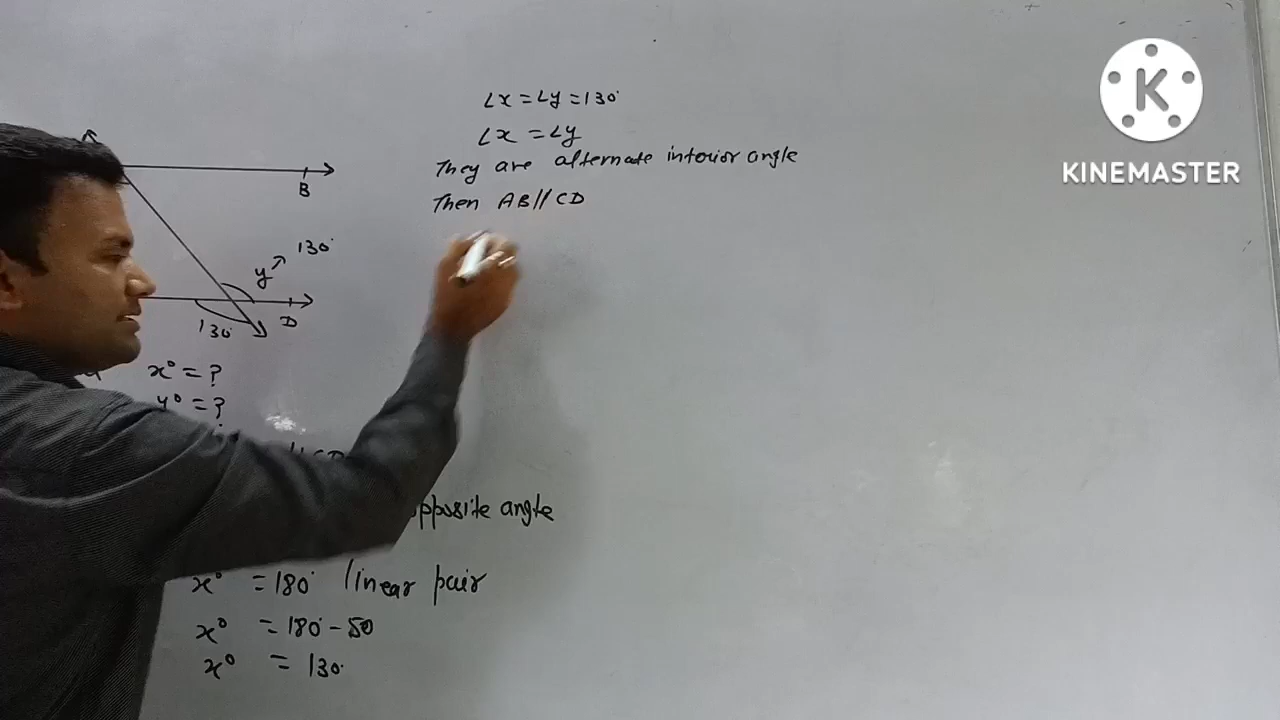 ∠x = ∠y = 130°
∠x = ∠y
They are alternate interior angle
Then AB // CD
B
130°
y
D
130°
x° = ?
y° = ?
// CD
opposite angle
x° = 180° linear pair
x° = 180° - 50
x° = 130°
K
KINEMASTER